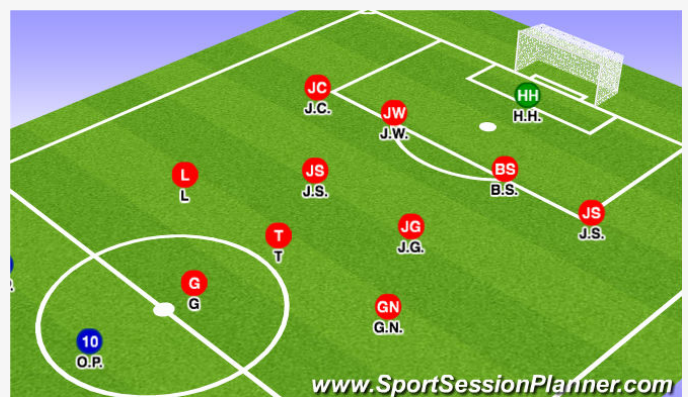 JC
J.C.
HH
H.H.
JW
J.W.
L
L
JS
J.S.
BS
B.S.
JS
J.S.
T
T
JG
J.G.
G
G
GN
G.N.
10
O.P.
www.SportSessionPlanner.com